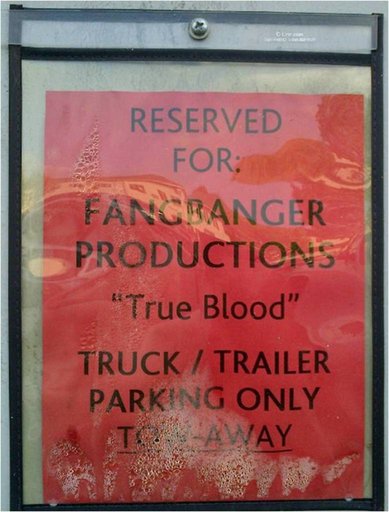 RESERVED
FOR:
FANGBANGER
PRODUCTIONS
"True Blood"
TRUCK / TRAILER
PARKING ONLY
TOW-AWAY